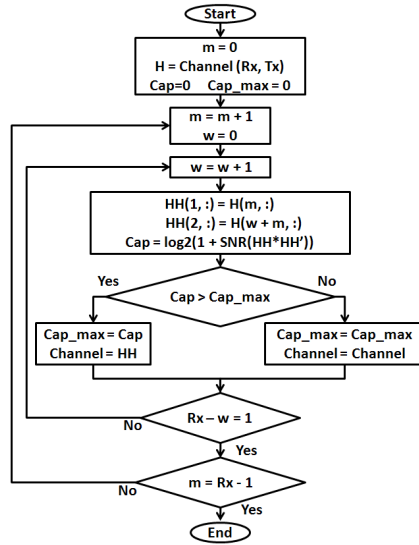 Start
m = 0
H = Channel (Rx, Tx)
Cap=0 Cap_max = 0
m = m + 1
w = 0
w = w + 1
HH(1, :) = H(m, :)
HH(2, :) = H(w + m, :)
Cap = log2(1 + SNR(HH*HH’))
Yes
No
Cap > Cap_max
Cap_max = Cap
Channel = HH
Cap_max = Cap_max
Channel = Channel
Rx – w = 1
No
Yes
m = Rx - 1
No
Yes
End